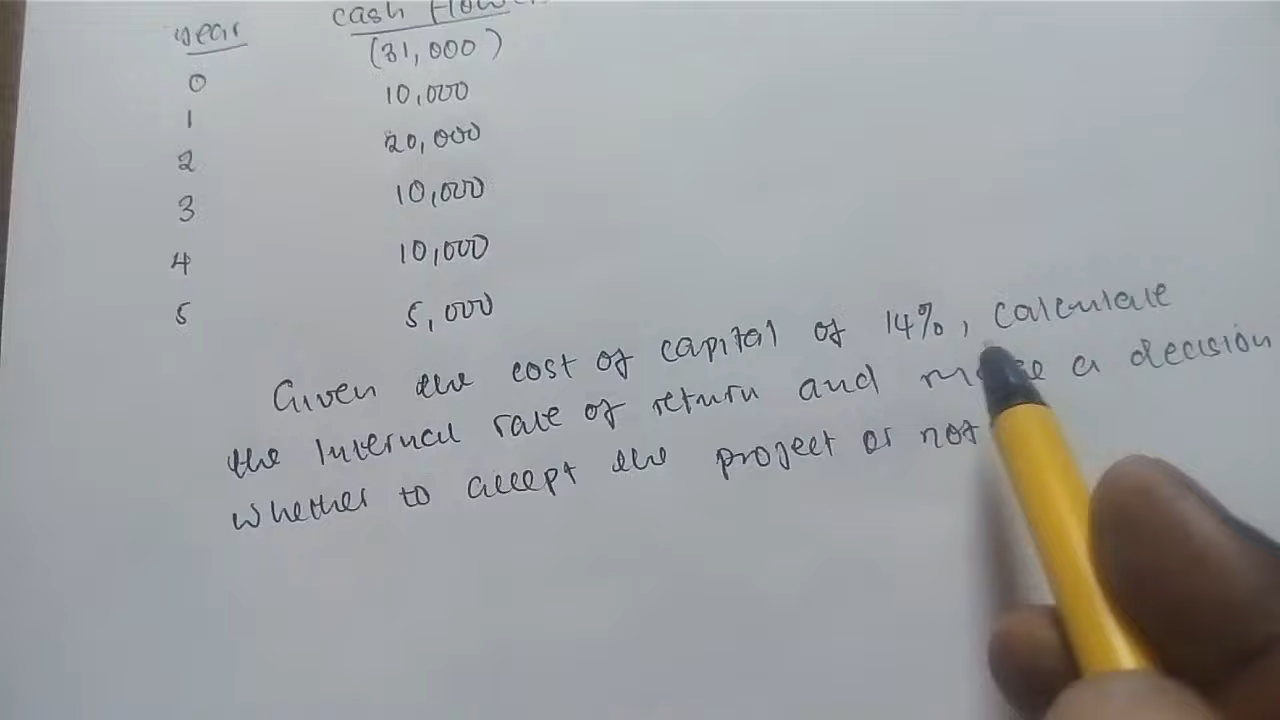 year cash flow
0 (31,000)
1 10,000
2 20,000
3 10,000
4 10,000
5 5,000
Given the cost of capital of 14%, calculate
the Internal rate of return and make a decision
whether to accept the project or not